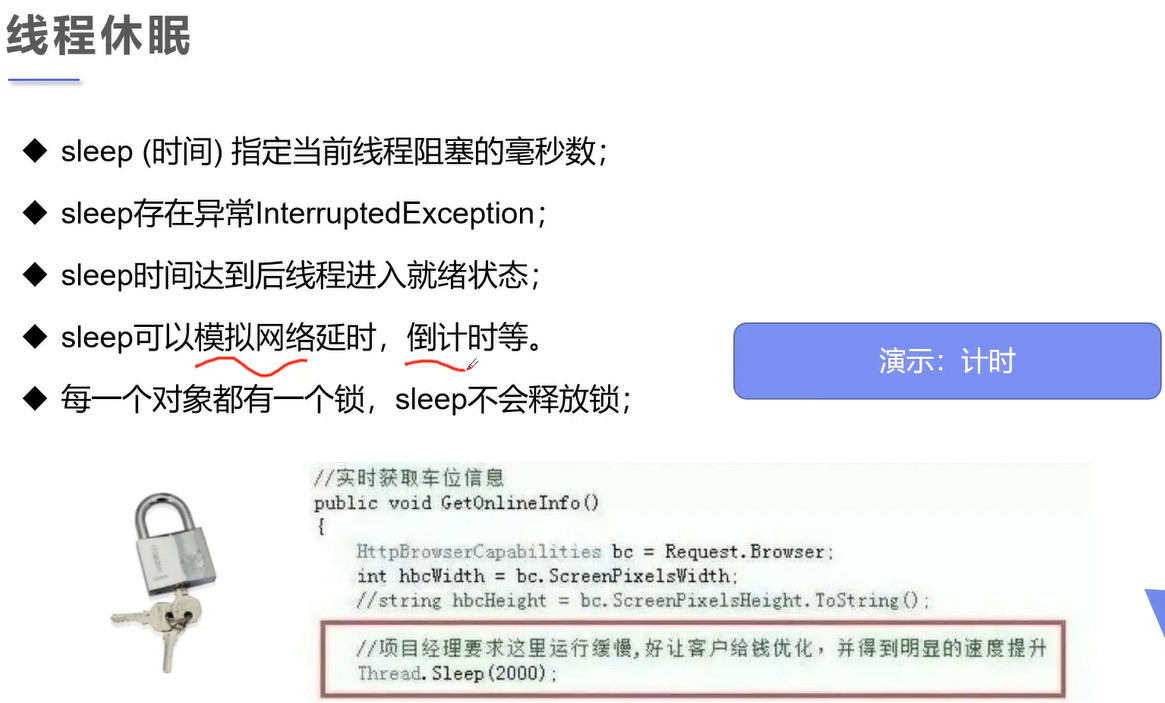 线程休眠
sleep (时间) 指定当前线程阻塞的毫秒数；
sleep存在异常InterruptedException；
sleep时间达到后线程进入就绪状态；
sleep可以模拟网络延时，倒计时等。
演示：计时
每一个对象都有一个锁，sleep不会释放锁；
//实时获取车位信息
public void GetOnlineInfo()
{
HttpBrowserCapabilities bc = Request.Browser;
int hbcWidth = bc.ScreenPixelsWidth;
//string hbcHeight = bc.ScreenPixelsHeight.ToString();
//项目经理要求这里运行缓慢,好让客户给钱优化，并得到明显的速度提升
Thread.Sleep(2000);